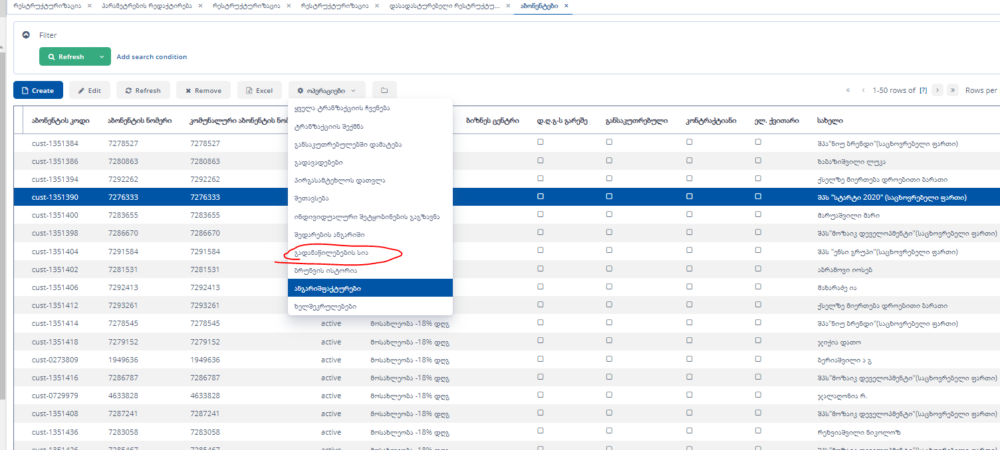 რესტრუქტურიზაცია × პარამეტრების რედაქტირება × რესტრუქტურიზაცია × რესტრუქტურიზაცია × დასადასტურებელი რესტრუქტუ... × აბონენტები ×
Filter
Refresh Add search condition
Create Edit Refresh Remove Excel ოპერაციები « ‹ 1-50 rows of [?] › » Rows per
ყველა ტრანზაქციის ჩვენება
ტრანზაქციის შექმნა
განსაკუთრებულებში დამატება
გადავადებები
პირგასამტეხლოს დათვლა
შეთავსება
ინდივიდუალური შეტყობინების გაგზავნა
შედარების ანგარიში
გადანაწილებების სია
ბრუნვის ისტორია
ანგარიშფაქტურები
ხელშეკრულებები
აბონენტის კოდი აბონენტის ნომერი კომუნალური აბონენტის ბიზნეს ცენტრი დ.ღ.გ-ს გარეშე განსაკუთრებული კონტრაქტიანი ელ. ქვითარი სახელი
cust-1351384 7278527 7278527 შპა"ნიუ ბრენდი"(საცხოვრებელი ფართი)
cust-1351386 7280863 7280863 ხაბაზიშვილი ლუკა
cust-1351394 7292262 7292262 ქსელზე მიერთება დროებითი ბარათი
cust-1351390 7276333 7276333 შპს "სტარტი 2020" (საცხოვრებელი ფართი)
cust-1351400 7283655 7283655 მარუაშვილი მარი
cust-1351398 7286670 7286670 შპს"მოზაიკ დეველოპმენტი"(საცხოვრებელი ფართი)
cust-1351404 7291584 7291584 შპს "ენსი გრუპი"(საცხოვრებელი ფართი)
cust-1351402 7281531 7281531 აბრამოვი იოსებ
cust-1351406 7292413 7292413 მახარაძე ია
cust-1351412 7293261 7293261 ქსელზე მიერთება დროებითი ბარათი
cust-1351414 7278545 7278545 active მოსახლეობა -18% დღგ შპა"ნიუ ბრენდი"(საცხოვრებელი ფართი)
cust-1351418 7279152 7279152 active მოსახლეობა -18% დღგ ჯიქია დათო
cust-0273809 1949636 1949636 active მოსახლეობა -18% დღგ ბერიაშვილი ა გ
cust-1351416 7286787 7286787 active მოსახლეობა -18% დღგ შპს"მოზაიკ დეველოპმენტი"(საცხოვრებელი ფართი)
cust-0729979 4633828 4633828 active მოსახლეობა -18% დღგ ჯალაღონია რ.
cust-1351408 7287241 7287241 active მოსახლეობა -18% დღგ შპს"მოზაიკ დეველოპმენტი"(საცხოვრებელი ფართი)
cust-1351436 7283058 7283058 active მოსახლეობა -18% დღგ რეხვიაშვილი ნიკოლოზ